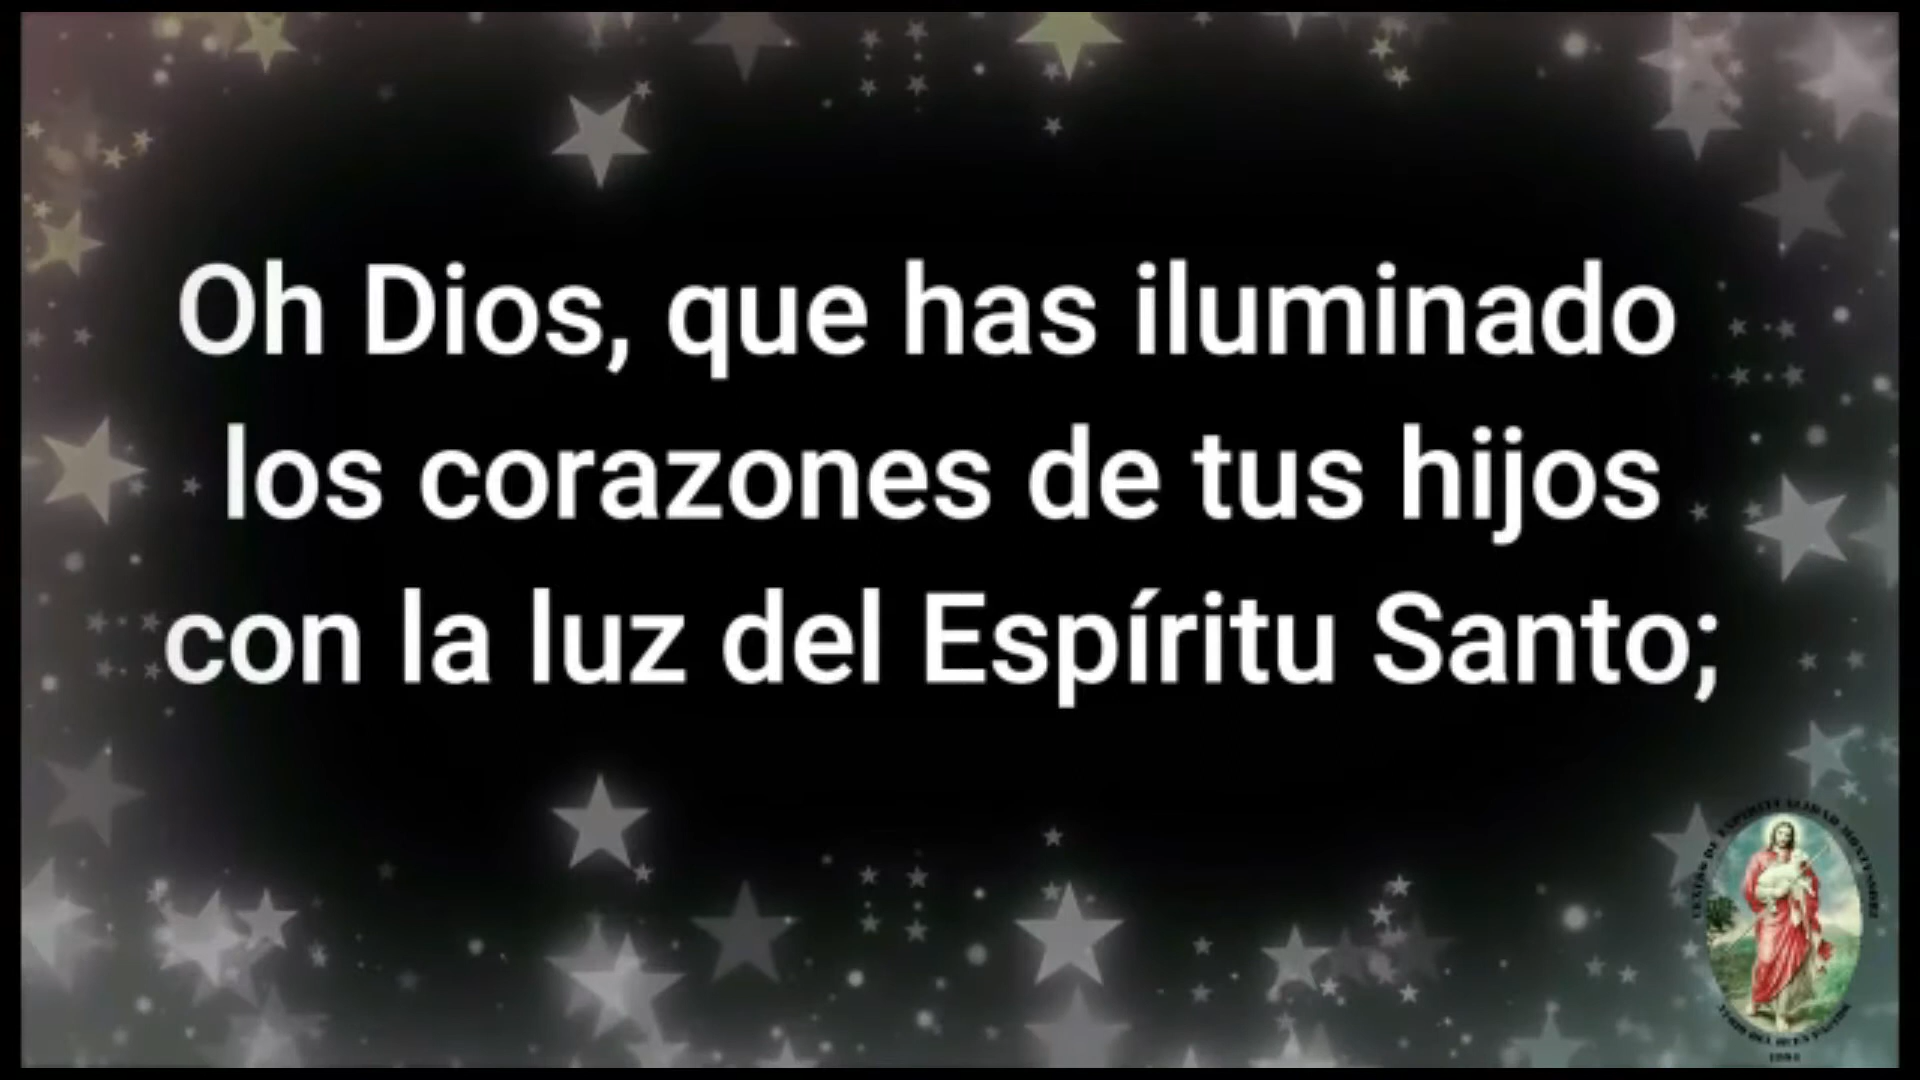 Oh Dios, que has iluminado
los corazones de tus hijos
con la luz del Espíritu Santo;